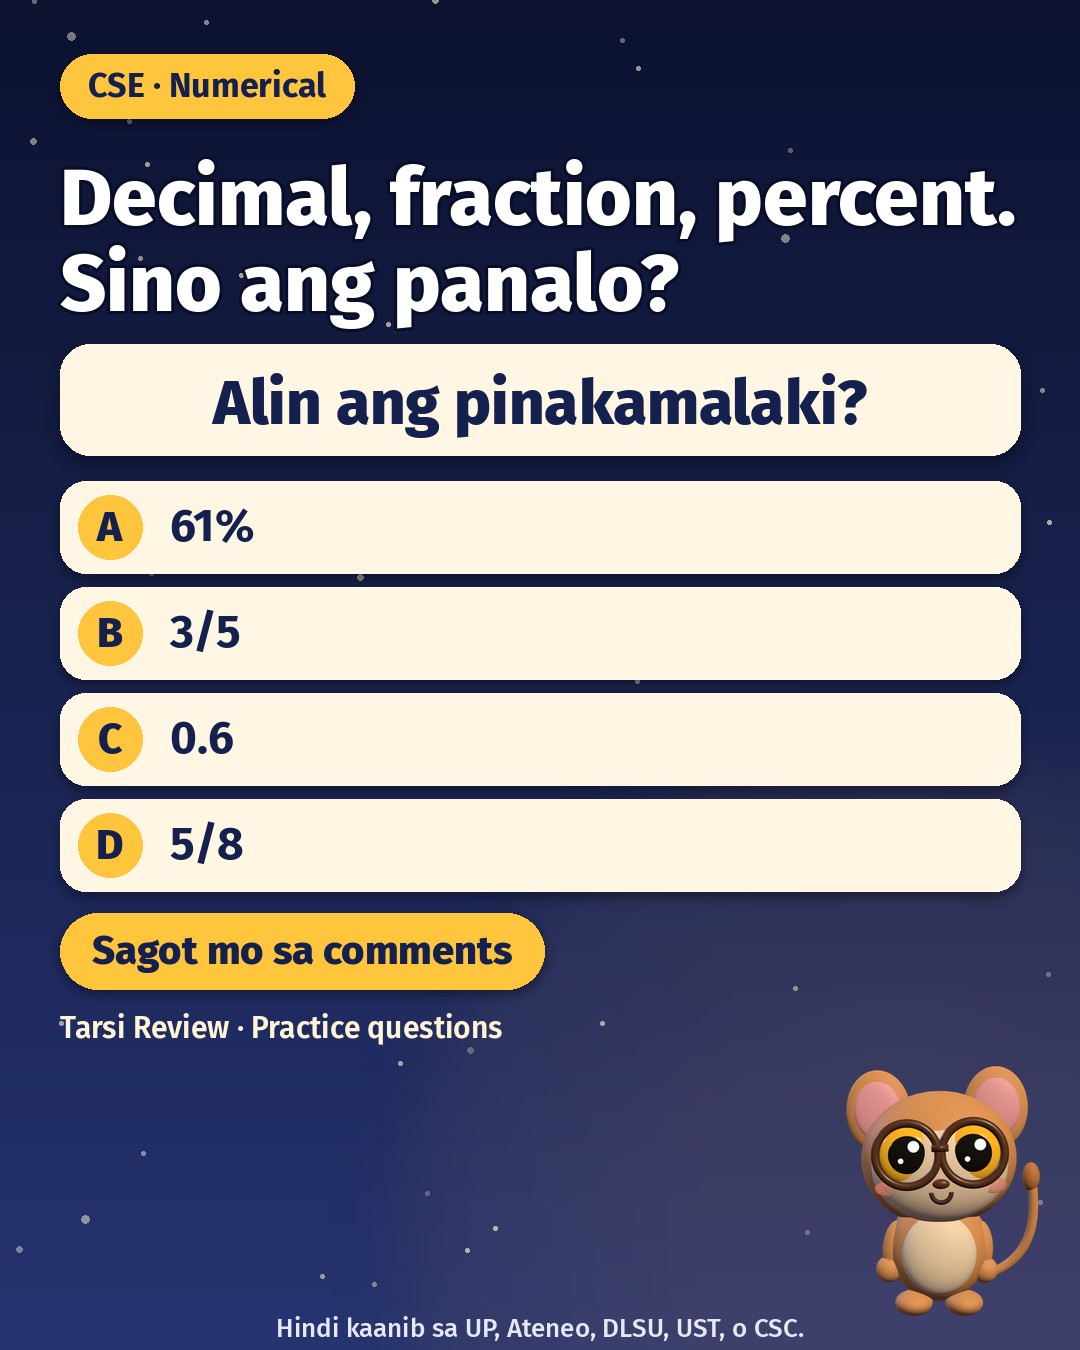 CSE · Numerical
Decimal, fraction, percent.
Sino ang panalo?
Alin ang pinakamalaki?
A 61%
B 3/5
C 0.6
D 5/8
Sagot mo sa comments
Tarsi Review · Practice questions
Hindi kaanib sa UP, Ateneo, DLSU, UST, o CSC.